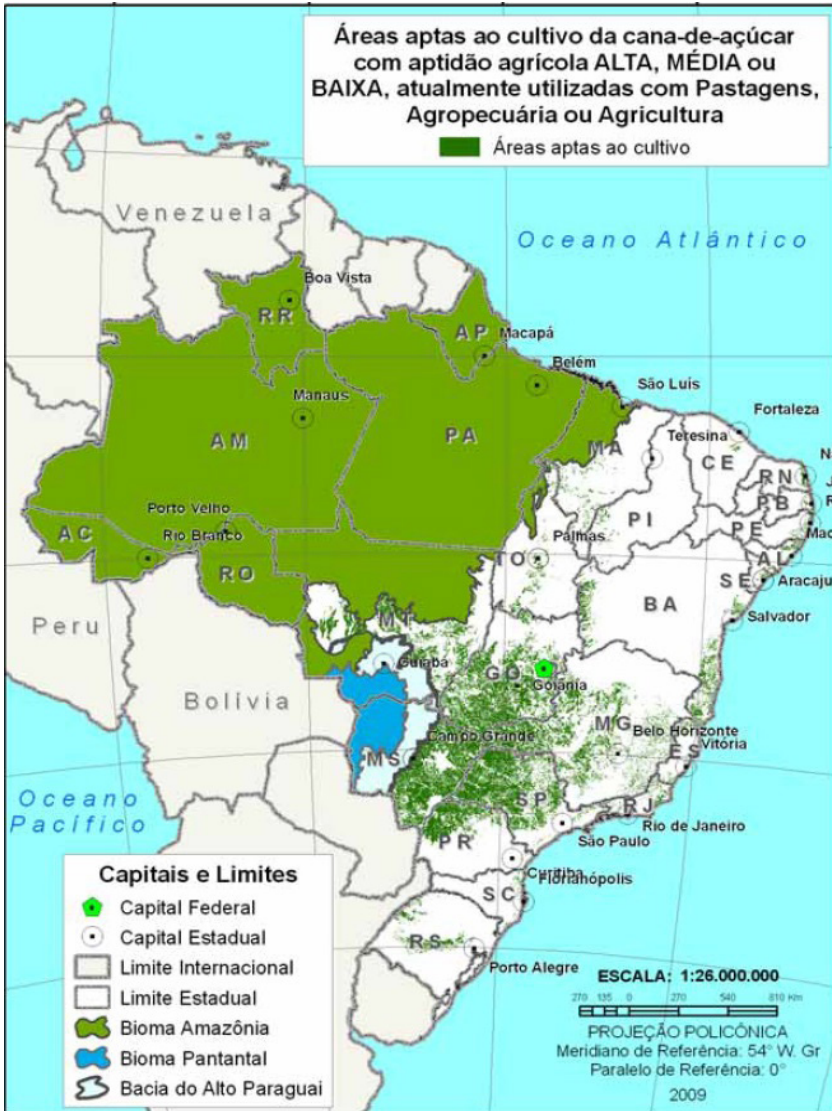 Áreas aptas ao cultivo da cana-de-açúcar
com aptidão agrícola ALTA, MÉDIA ou
BAIXA, atualmente utilizadas com Pastagens,
Agropecuária ou Agricultura
Áreas aptas ao cultivo
Venezuela
Oceano Atlântico
Boa Vista
RR
AP
Macapá
Belém
São Luís
Manaus
Fortaleza
AM
PA
MA
Teresina
CE
RN
N
J
PB
R
Porto Velho
PI
PE
Mac
AC
Rio Branco
Palmas
AL
TO
RO
SE
Aracaju
BA
Salvador
Peru
MT
Cuiabá
GO
Goiânia
Bolívia
MG
Belo Horizonte
Campo Grande
ES
Vitória
MS
Oceano
Pacífico
SP
RJ
Rio de Janeiro
São Paulo
PR
Curitiba
Florianópolis
SC
RS
Porto Alegre
Capitais e Limites
Capital Federal
Capital Estadual
Limite Internacional
Limite Estadual
Bioma Amazônia
Bioma Pantantal
Bacia do Alto Paraguai
ESCALA: 1:26.000.000
270 135 0 270 540 810 Km
PROJEÇÃO POLICÔNICA
Meridiano de Referência: 54° W. Gr
Paralelo de Referência: 0°
2009